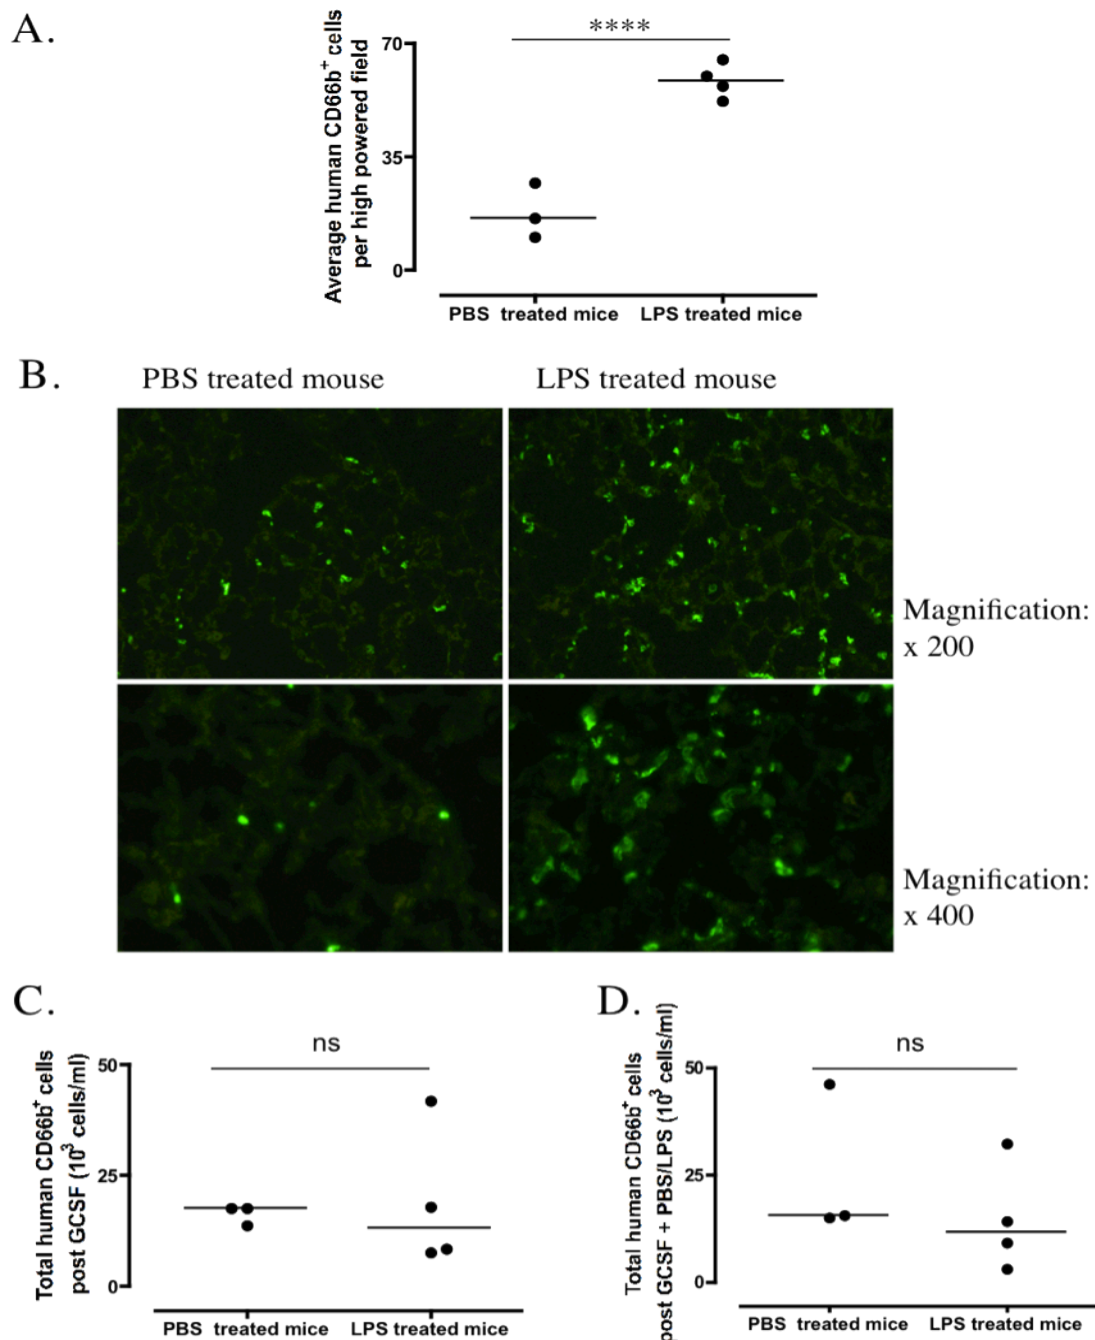 A.
****
Average human CD66b+ cells
per high powered field
70
35
0
PBS treated mice LPS treated mice
B.
PBS treated mouse LPS treated mouse
Magnification:
x 200
Magnification:
x 400
C.
ns
Total human CD66b+ cells
post GCSF (10³ cells/ml)
50
25
0
PBS treated mice LPS treated mice
D.
ns
Total human CD66b+ cells
post GCSF + PBS/LPS (10³ cells/ml)
50
25
0
PBS treated mice LPS treated mice